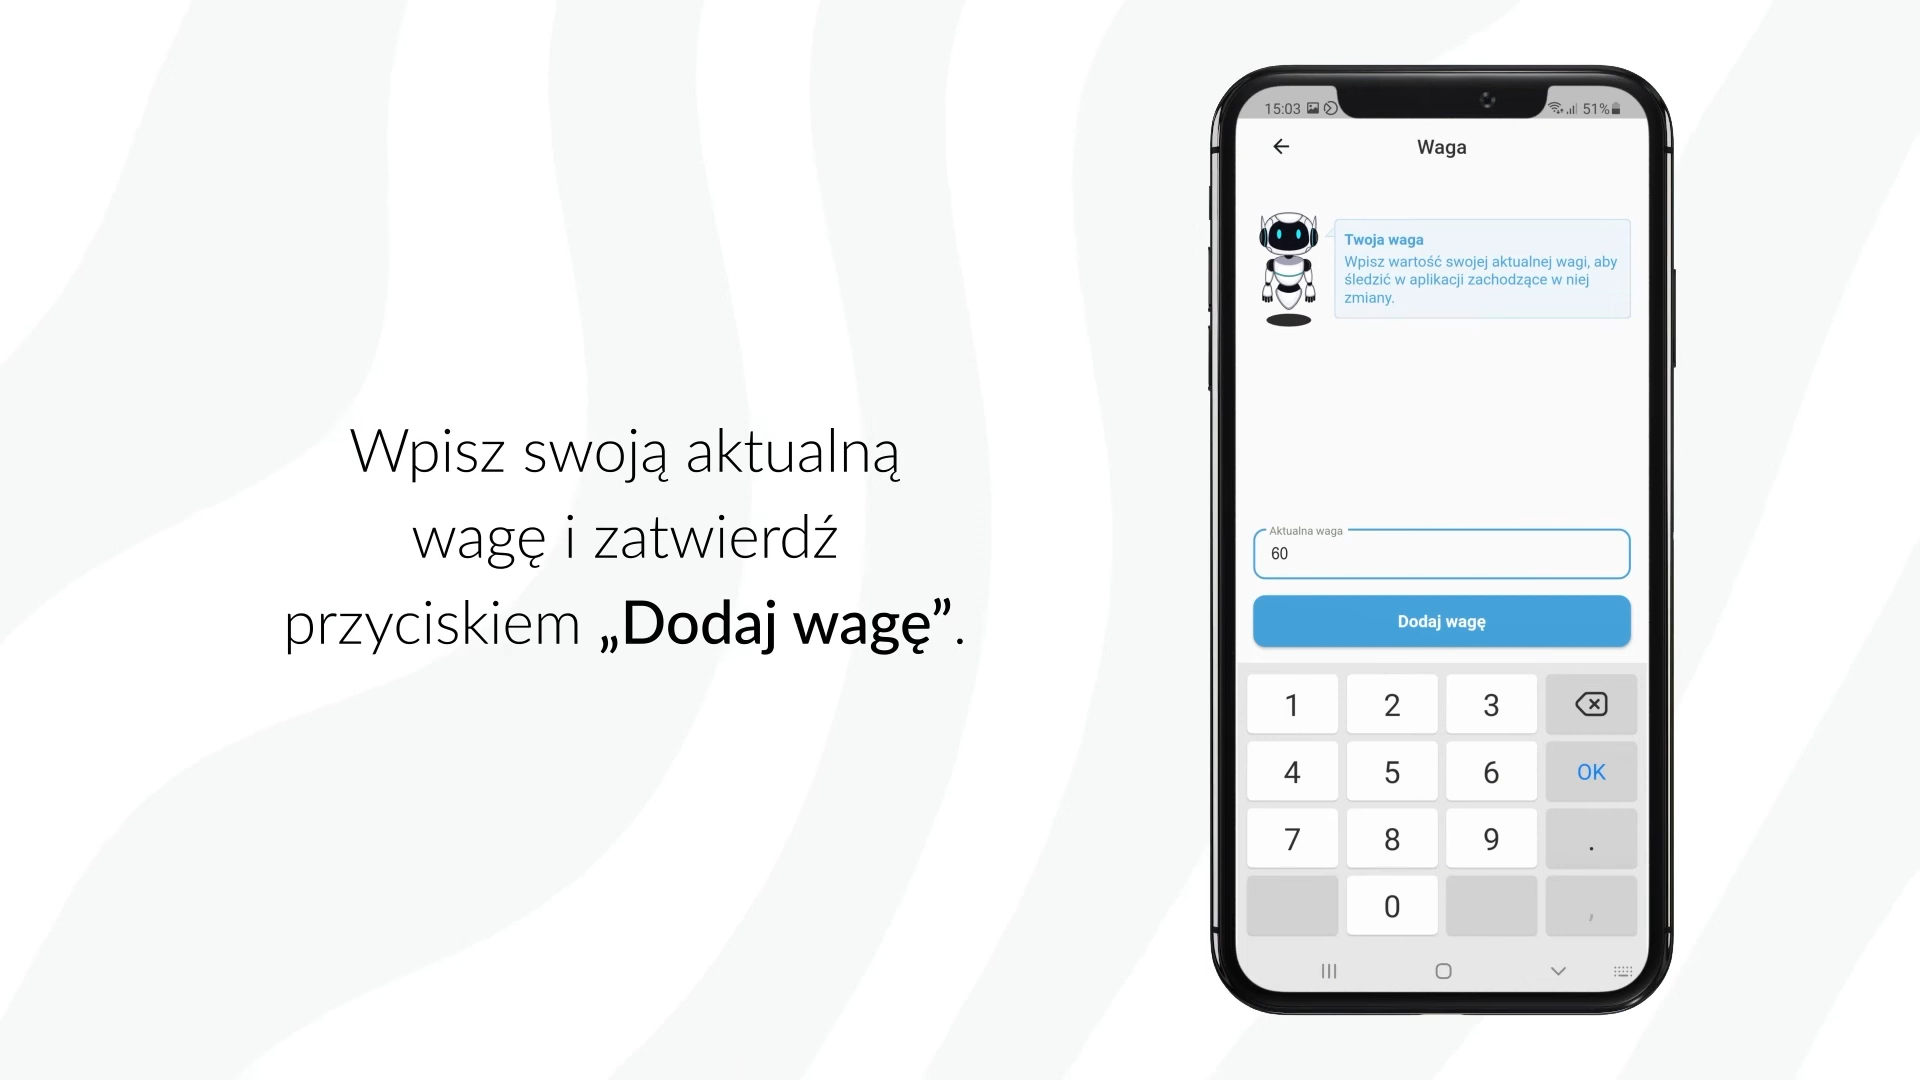 Wpisz swoją aktualną
wagę i zatwierdź
przyciskiem „Dodaj wagę”.
15:03
51%
Waga
Twoja waga
Wpisz wartość swojej aktualnej wagi, aby
śledzić w aplikacji zachodzące w niej
zmiany.
Aktualna waga
60
Dodaj wagę
1 2 3
4 5 6 OK
7 8 9 .
0 ,